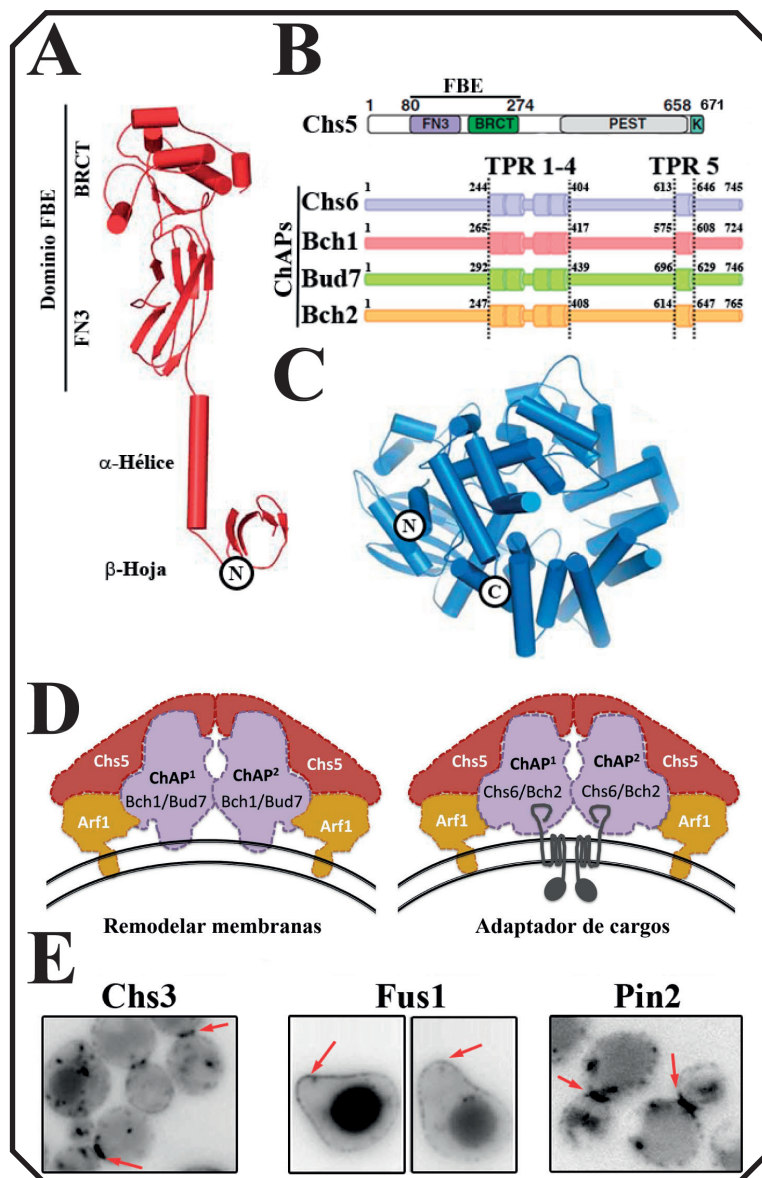 A
BRCT
Dominio FBE
FN3
α-Hélice
β-Hoja
N
B
FBE
1 80 274 658 671
Chs5 FN3 BRCT PEST K
TPR 1-4 TPR 5
ChAPs
1 244 404 613 646 745
Chs6
1 265 417 575 608 724
Bch1
1 292 439 696 629 746
Bud7
1 247 408 614 647 765
Bch2
C
N
C
D
Chs5 ChAP1 ChAP2 Chs5
Bch1/Bud7 Bch1/Bud7
Arf1 Arf1
Remodelar membranas
Chs5 ChAP1 ChAP2 Chs5
Chs6/Bch2 Chs6/Bch2
Arf1 Arf1
Adaptador de cargos
E
Chs3 Fus1 Pin2